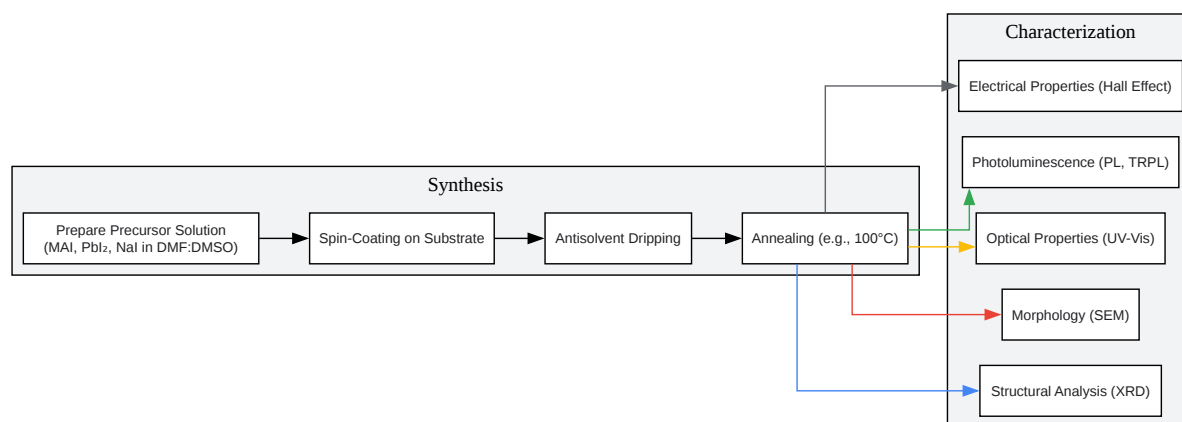 Characterization
Electrical Properties (Hall Effect)
Photoluminescence (PL, TRPL)
Synthesis
Prepare Precursor Solution
(MAI, PbI₂, NaI in DMF:DMSO)
Spin-Coating on Substrate
Antisolvent Dripping
Annealing (e.g., 100°C)
Optical Properties (UV-Vis)
Morphology (SEM)
Structural Analysis (XRD)